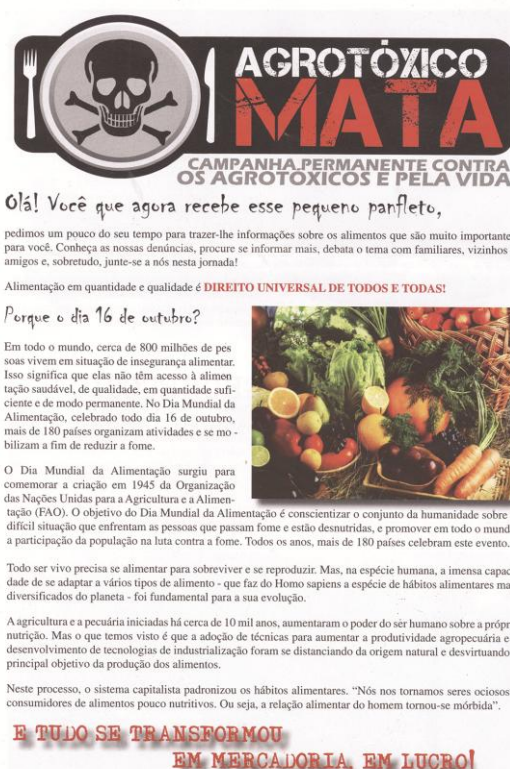 AGROTÓXICO
MATA
CAMPANHA PERMANENTE CONTRA
OS AGROTÓXICOS E PELA VIDA
Olá! Você que agora recebe esse pequeno panfleto,
pedimos um pouco do seu tempo para trazer-lhe informações sobre os alimentos que são muito importante
para você. Conheça as nossas denúncias, procure se informar mais, debata o tema com familiares, vizinhos
amigos e, sobretudo, junte-se a nós nesta jornada!
Alimentação em quantidade e qualidade é DIREITO UNIVERSAL DE TODOS E TODAS!
Porque o dia 16 de outubro?
Em todo o mundo, cerca de 800 milhões de pes
soas vivem em situação de insegurança alimentar.
Isso significa que elas não têm acesso à alimen
tação saudável, de qualidade, em quantidade sufi-
ciente e de modo permanente. No Dia Mundial da
Alimentação, celebrado todo dia 16 de outubro,
mais de 180 países organizam atividades e se mo -
bilizam a fim de reduzir a fome.
O Dia Mundial da Alimentação surgiu para
comemorar a criação em 1945 da Organização
das Nações Unidas para a Agricultura e a Alimen-
tação (FAO). O objetivo do Dia Mundial da Alimentação é conscientizar o conjunto da humanidade sobre
difícil situação que enfrentam as pessoas que passam fome e estão desnutridas, e promover em todo o mund
a participação da população na luta contra a fome. Todos os anos, mais de 180 países celebram este evento.
Todo ser vivo precisa se alimentar para sobreviver e se reproduzir. Mas, na espécie humana, a imensa capac
dade de se adaptar a vários tipos de alimento - que faz do Homo sapiens a espécie de hábitos alimentares ma
diversificados do planeta - foi fundamental para a sua evolução.
A agricultura e a pecuária iniciadas há cerca de 10 mil anos, aumentaram o poder do ser humano sobre a própr
nutrição. Mas o que temos visto é que a adoção de técnicas para aumentar a produtividade agropecuária e
desenvolvimento de tecnologias de industrialização foram se distanciando da origem natural e desvirtuando
principal objetivo da produção dos alimentos.
Neste processo, o sistema capitalista padronizou os hábitos alimentares. “Nós nos tornamos seres ociosos
consumidores de alimentos pouco nutritivos. Ou seja, a relação alimentar do homem tornou-se mórbida”.
E TUDO SE TRANSFORMOU
EM MERCADORIA, EM LUCRO!